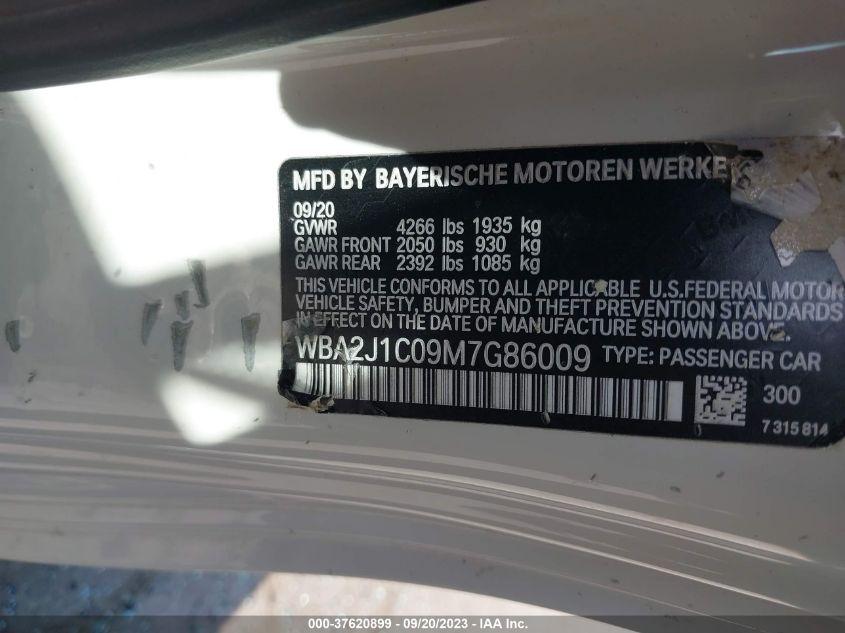 MFD BY BAYERISCHE MOTOREN WERKE
09/20
GVWR 4266 lbs 1935 kg
GAWR FRONT 2050 lbs 930 kg
GAWR REAR 2392 lbs 1085 kg
THIS VEHICLE CONFORMS TO ALL APPLICABLE U.S.FEDERAL MOTOR
VEHICLE SAFETY, BUMPER AND THEFT PREVENTION STANDARDS
IN EFFECT ON THE DATE OF MANUFACTURE SHOWN ABOVE.
WBA2J1C09M7G86009 TYPE: PASSENGER CAR
300
7 315 814
000-37620899 - 09/20/2023 - IAA Inc.